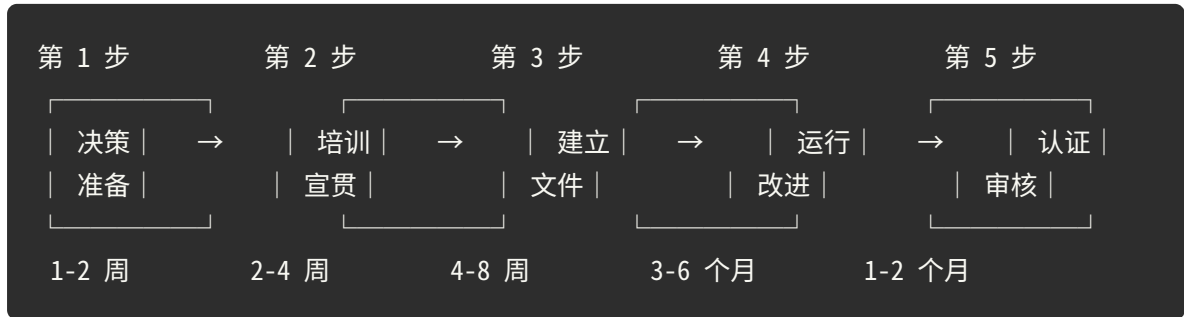 第 1 步 第 2 步 第 3 步 第 4 步 第 5 步
┌─────────┐ ┌─────────┐ ┌─────────┐ ┌─────────┐
│ 决策│ → │ 培训│ → │ 建立│ → │ 运行│ → │ 认证│
│ 准备│ │ 宣贯│ │ 文件│ │ 改进│ │ 审核│
└─────────┘ └─────────┘ └─────────┘ └─────────┘
1-2 周 2-4 周 4-8 周 3-6 个月 1-2 个月